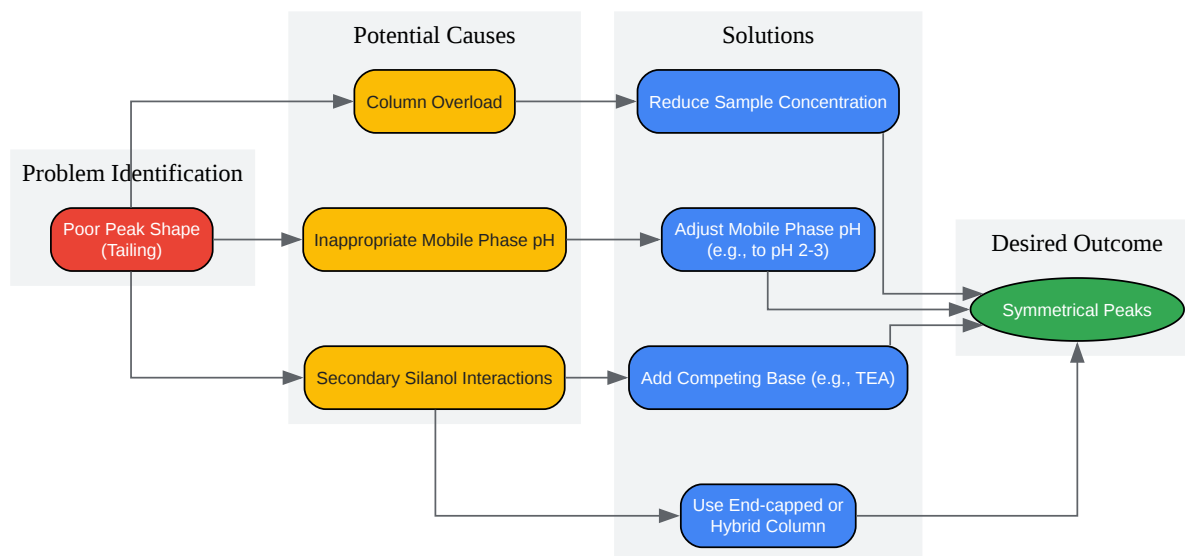 Potential Causes
Solutions
Column Overload
Reduce Sample Concentration
Problem Identification
Poor Peak Shape
(Tailing)
Inappropriate Mobile Phase pH
Adjust Mobile Phase pH
(e.g., to pH 2-3)
Desired Outcome
Symmetrical Peaks
Secondary Silanol Interactions
Add Competing Base (e.g., TEA)
Use End-capped or
Hybrid Column